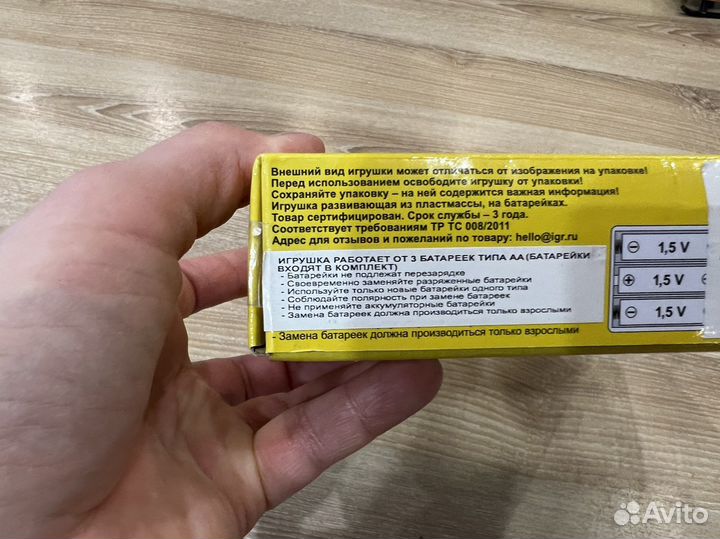 Внешний вид игрушки может отличаться от изображения на упаковке!
Перед использованием освободите игрушку от упаковки!
Сохраняйте упаковку – на ней содержится важная информация!
Игрушка развивающая из пластмассы, на батарейках.
Товар сертифицирован. Срок службы – 3 года.
Соответствует требованиям ТР ТС 008/2011
Адрес для отзывов и пожеланий по товару: hello@igr.ru
ИГРУШКА РАБОТАЕТ ОТ 3 БАТАРЕЕК ТИПА АА(БАТАРЕЙКИ
ВХОДЯТ В КОМПЛЕКТ)
- Батарейки не подлежат перезарядке
- Своевременно заменяйте разряженные батарейки
- Используйте только новые батарейки одного типа
- Соблюдайте полярность при замене батареек
- Не применяйте аккумуляторные батарейки
- Замена батареек должна производиться только взрослыми
- Замена батареек должна производиться только взрослыми
⊖ 1,5 V
⊕ 1,5 V
⊖ 1,5 V
Avito